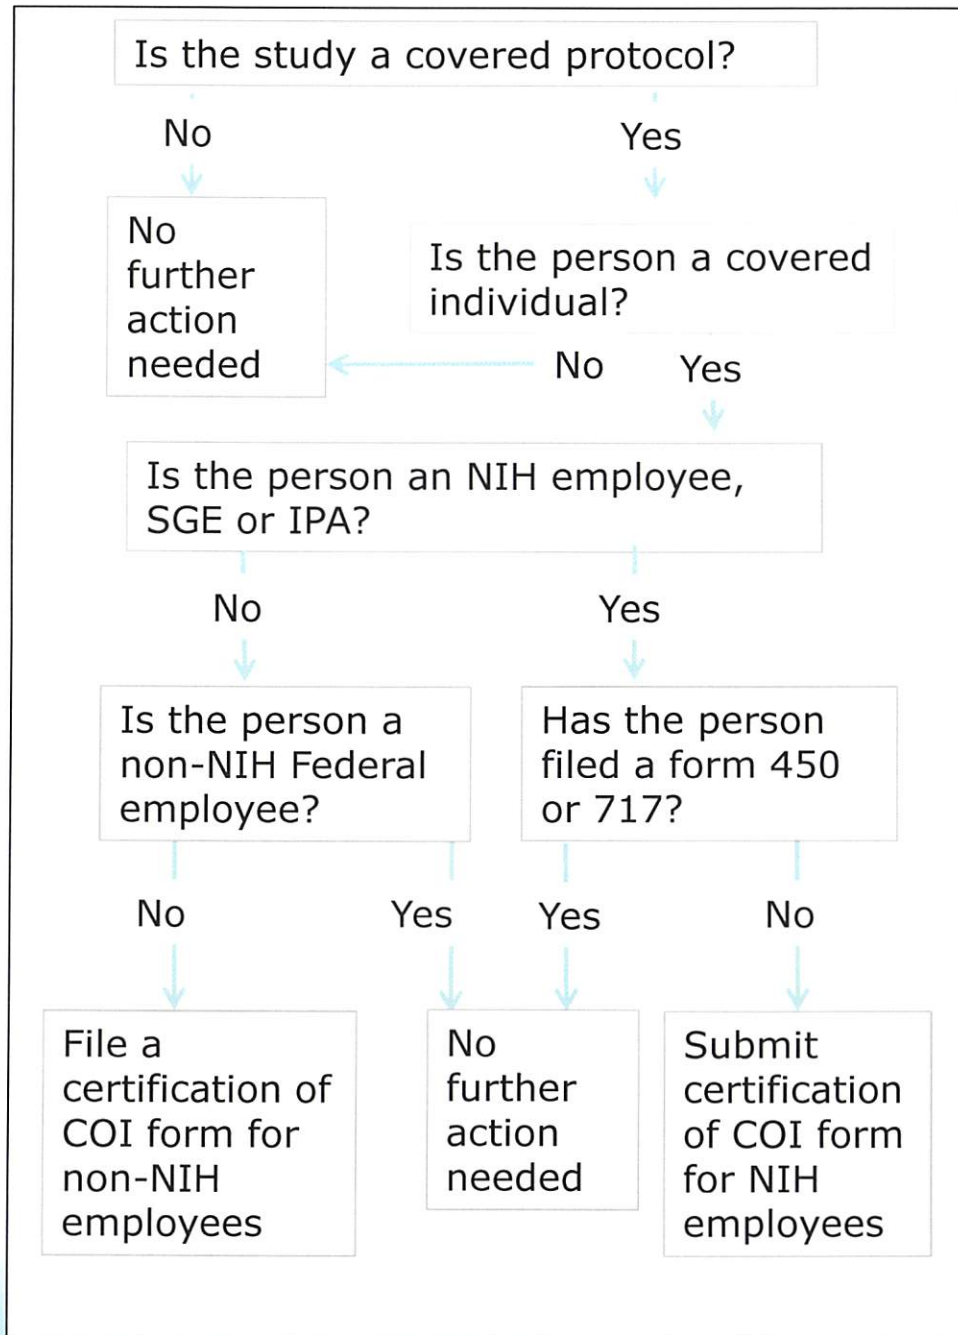 Is the study a covered protocol?
No
Yes
No
further
action
needed
Is the person a covered
individual?
No
Yes
Is the person an NIH employee,
SGE or IPA?
No
Yes
Is the person a
non-NIH Federal
employee?
Has the person
filed a form 450
or 717?
No
Yes
Yes
No
File a
certification of
COI form for
non-NIH
employees
No
further
action
needed
Submit
certification
of COI form
for NIH
employees